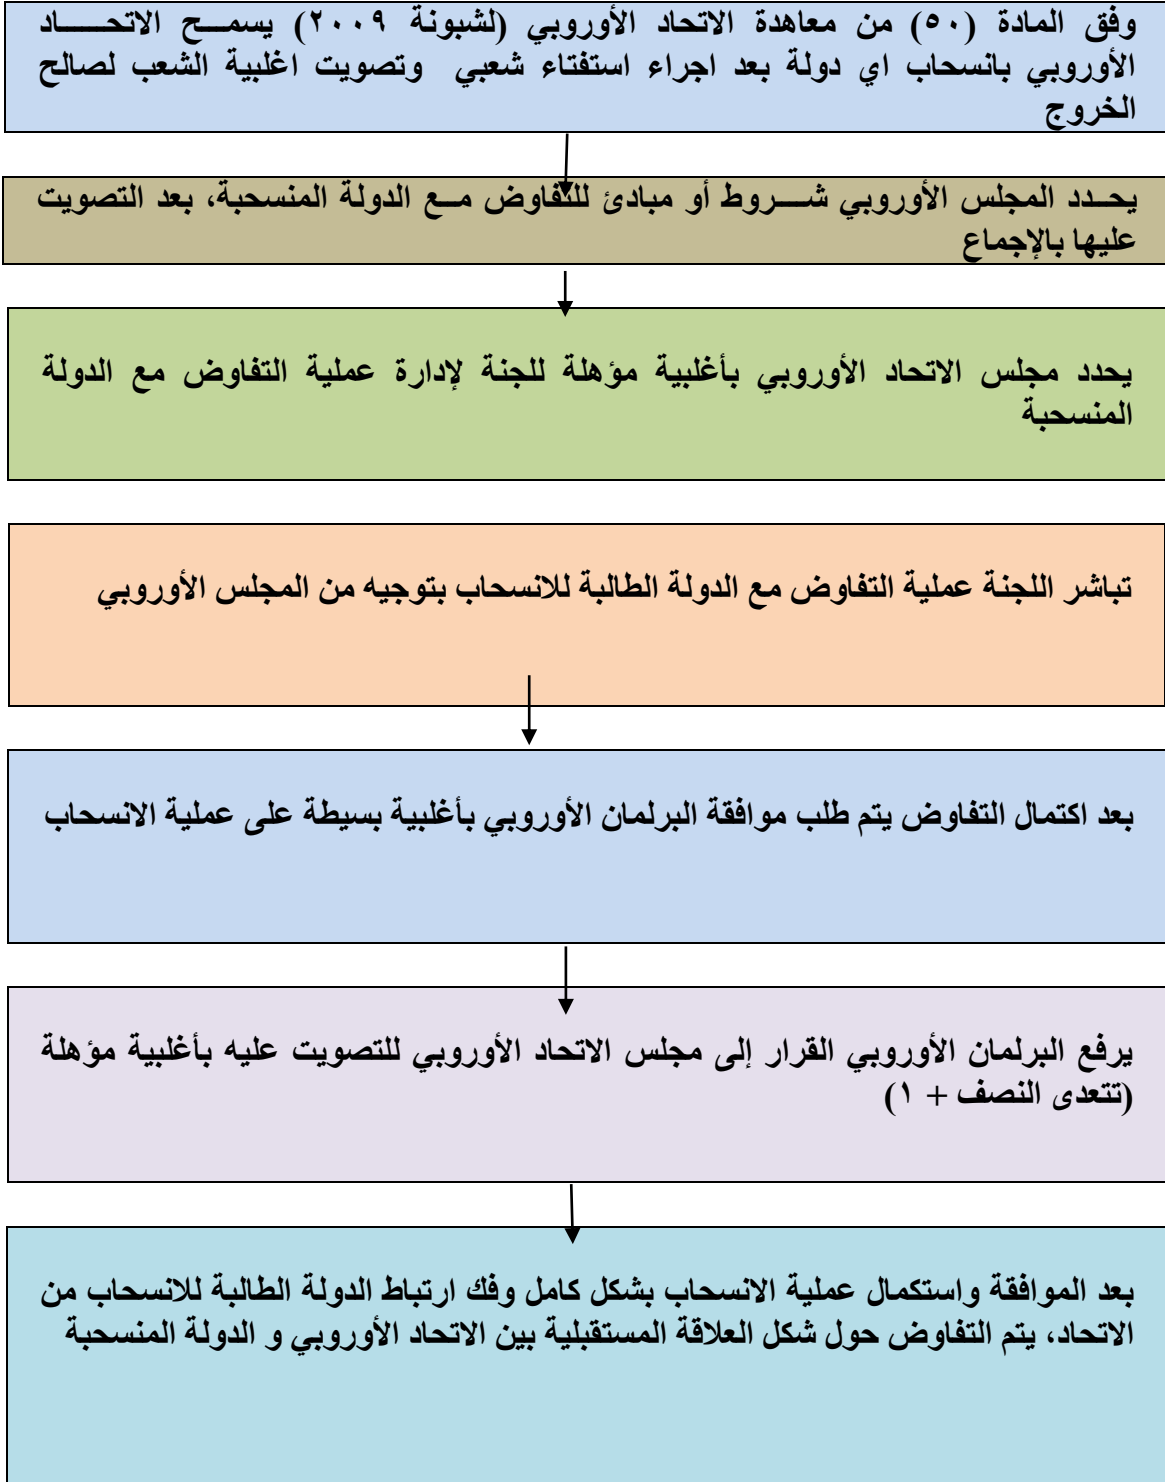 وفق المادة (٥٠) من معاهدة الاتحاد الأوروبي (لشبونة ٢٠٠٩) يسمح الاتحاد
الأوروبي بانسحاب اي دولة بعد اجراء استفتاء شعبي وتصويت اغلبية الشعب لصالح
الخروج
يحدد المجلس الأوروبي شروط أو مبادئ للتفاوض مع الدولة المنسحبة، بعد التصويت
عليها بالإجماع
يحدد مجلس الاتحاد الأوروبي بأغلبية مؤهلة للجنة لإدارة عملية التفاوض مع الدولة
المنسحبة
تباشر اللجنة عملية التفاوض مع الدولة الطالبة للانسحاب بتوجيه من المجلس الأوروبي
بعد اكتمال التفاوض يتم طلب موافقة البرلمان الأوروبي بأغلبية بسيطة على عملية الانسحاب
يرفع البرلمان الأوروبي القرار إلى مجلس الاتحاد الأوروبي للتصويت عليه بأغلبية مؤهلة
(تتعدى النصف + ١)
بعد الموافقة واستكمال عملية الانسحاب بشكل كامل وفك ارتباط الدولة الطالبة للانسحاب من
الاتحاد، يتم التفاوض حول شكل العلاقة المستقبلية بين الاتحاد الأوروبي و الدولة المنسحبة